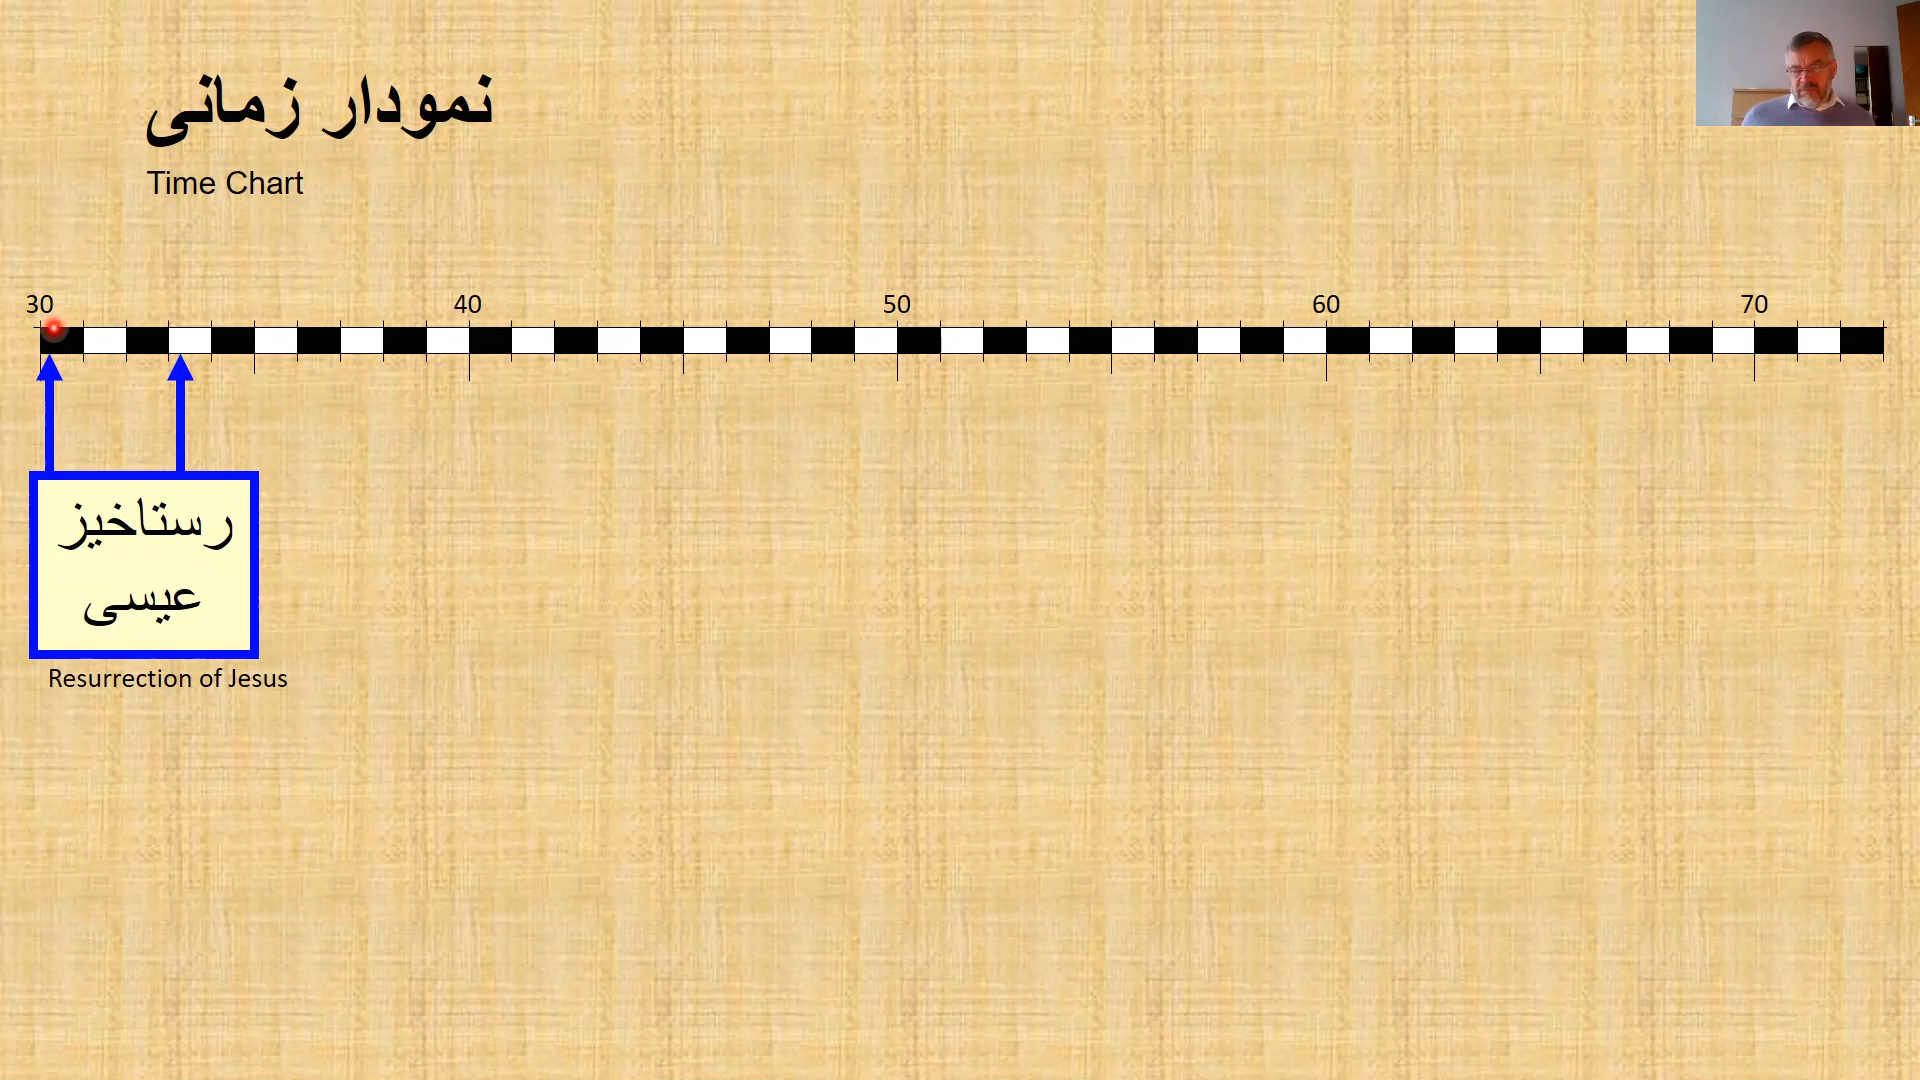 نمودار زمانی
Time Chart
30 40 50 60 70
رستاخیز
عیسی
Resurrection of Jesus